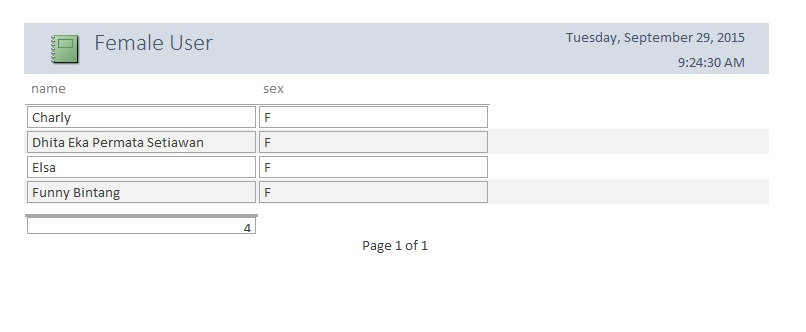 Female User
Tuesday, September 29, 2015
9:24:30 AM
name sex
Charly F
Dhita Eka Permata Setiawan F
Elsa F
Funny Bintang F
4
Page 1 of 1